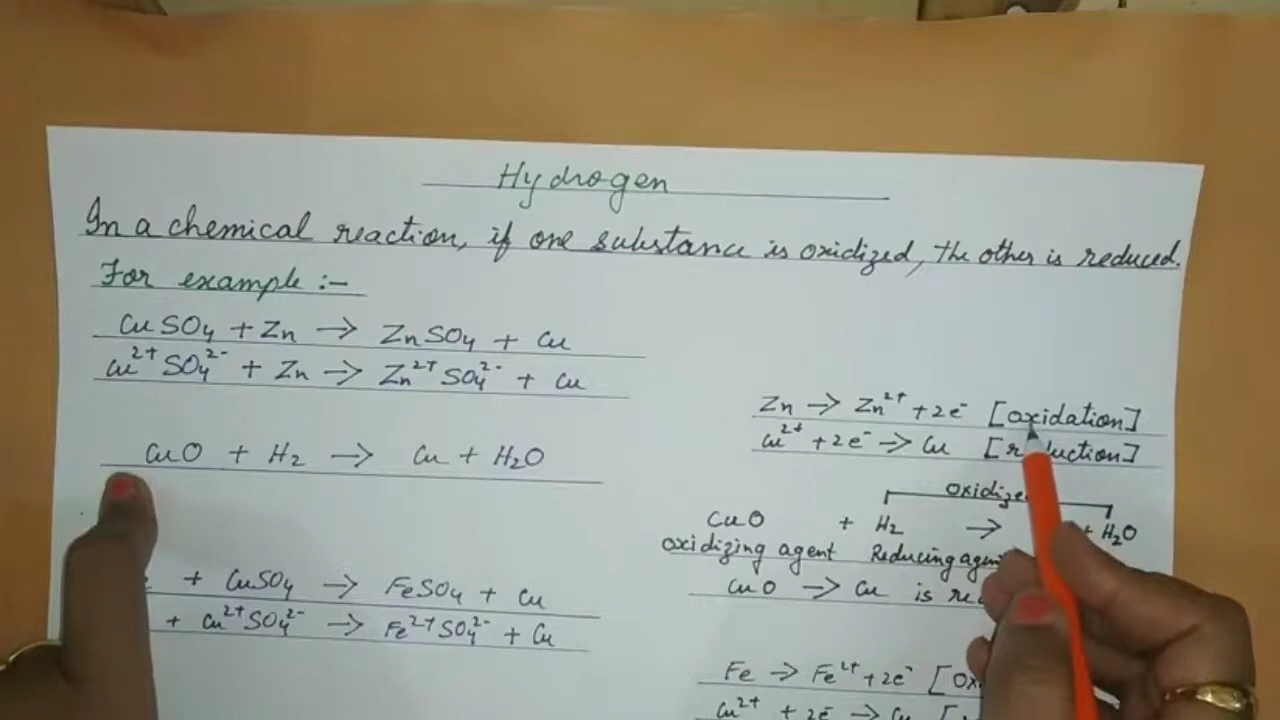 Hydrogen
In a chemical reaction, if one substance is oxidized, the other is reduced.
For example :-
CuSO₄ + Zn → ZnSO₄ + Cu
Cu²⁺SO₄²⁻ + Zn → Zn²⁺SO₄²⁻ + Cu
Zn → Zn²⁺ + 2e⁻ [oxidation]
Cu²⁺ + 2e⁻ → Cu [reduction]
CuO + H₂ → Cu + H₂O
CuO + H₂ → + H₂O
oxidizing agent Reducing
CuO → Cu is
+ CuSO₄ → FeSO₄ + Cu
+ Cu²⁺SO₄²⁻ → Fe²⁺SO₄²⁻ + Cu
Fe → Fe²⁺ + 2e⁻
Cu²⁺ + 2e⁻ → Cu